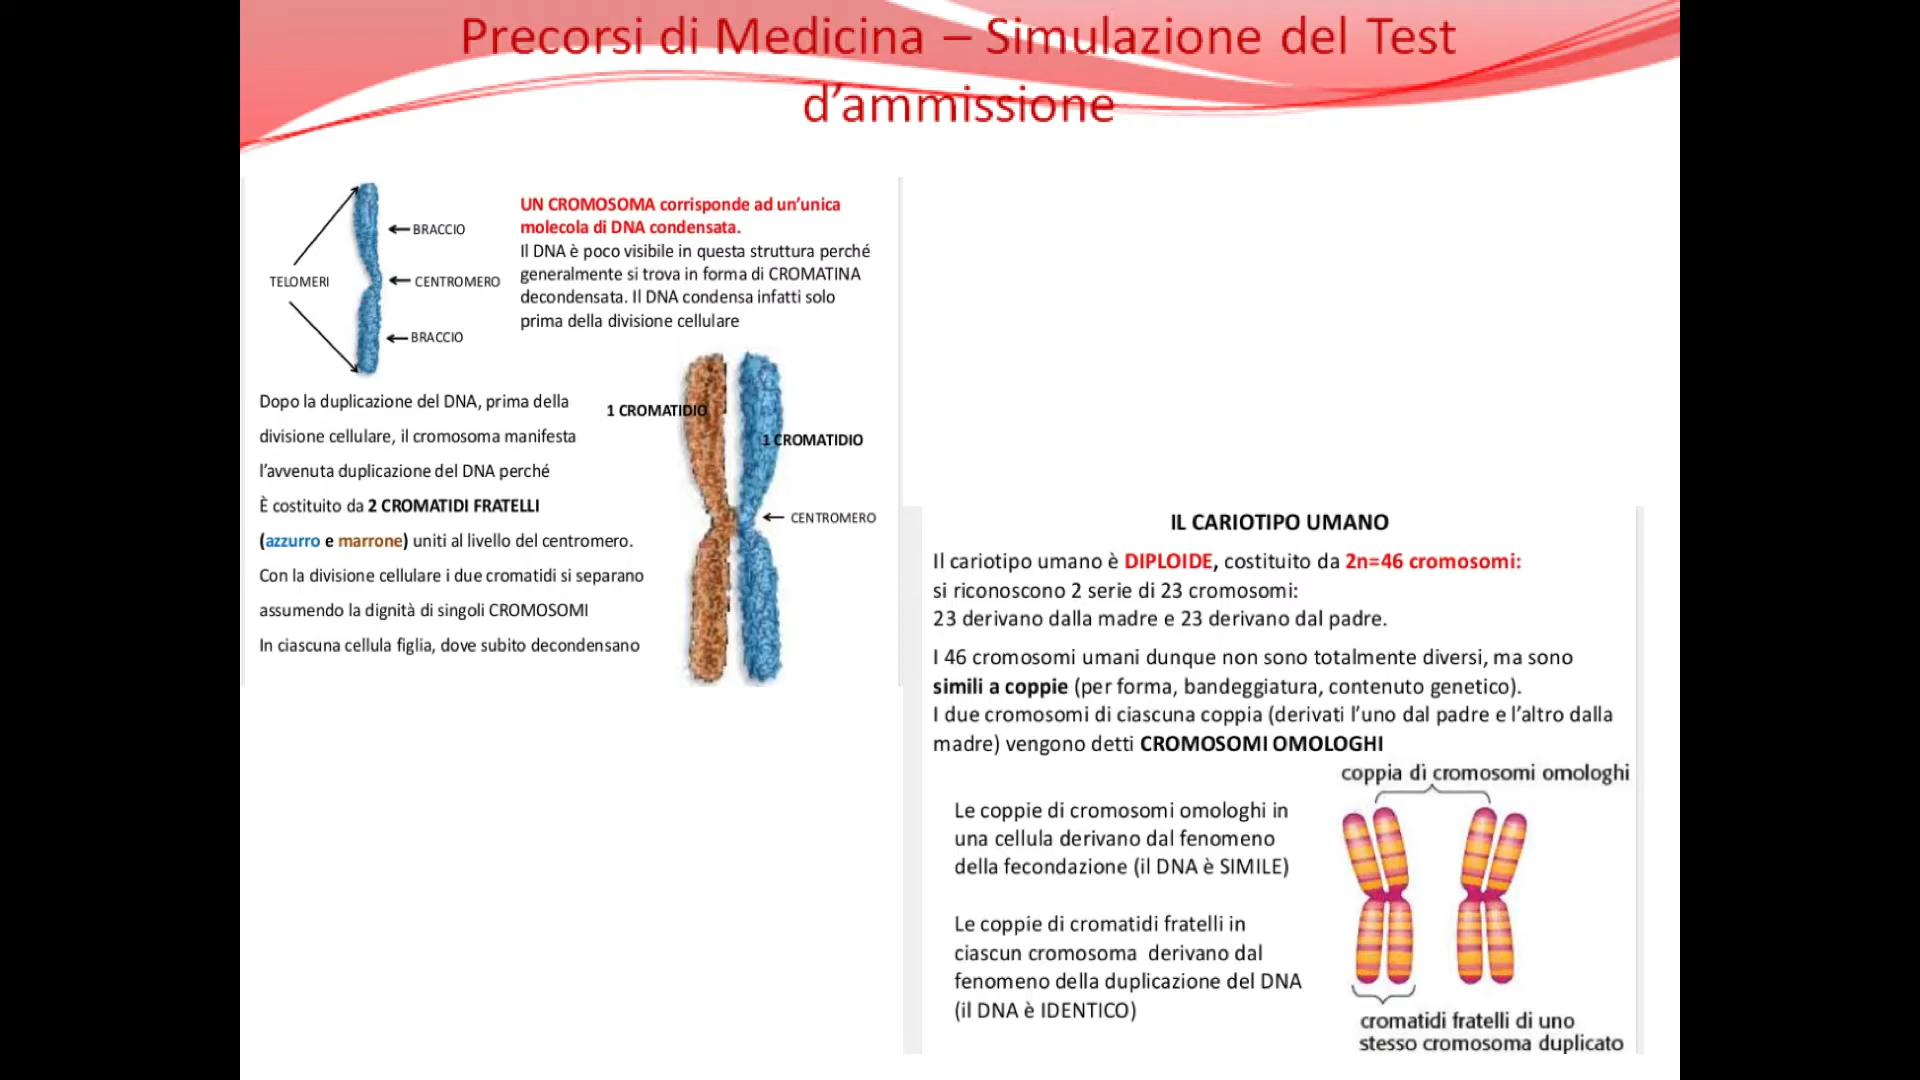 Precorsi di Medicina – Simulazione del Test
d’ammissione
TELOMERI
BRACCIO
CENTROMERO
BRACCIO
UN CROMOSOMA corrisponde ad un’unica
molecola di DNA condensata.
Il DNA è poco visibile in questa struttura perché
generalmente si trova in forma di CROMATINA
decondensata. Il DNA condensa infatti solo
prima della divisione cellulare
Dopo la duplicazione del DNA, prima della
divisione cellulare, il cromosoma manifesta
l’avvenuta duplicazione del DNA perché
È costituito da 2 CROMATIDI FRATELLI
(azzurro e marrone) uniti al livello del centromero.
Con la divisione cellulare i due cromatidi si separano
assumendo la dignità di singoli CROMOSOMI
In ciascuna cellula figlia, dove subito decondensano
1 CROMATIDIO
1 CROMATIDIO
CENTROMERO
IL CARIOTIPO UMANO
Il cariotipo umano è DIPLOIDE, costituito da 2n=46 cromosomi:
si riconoscono 2 serie di 23 cromosomi:
23 derivano dalla madre e 23 derivano dal padre.
I 46 cromosomi umani dunque non sono totalmente diversi, ma sono
simili a coppie (per forma, bandeggiatura, contenuto genetico).
I due cromosomi di ciascuna coppia (derivati l’uno dal padre e l’altro dalla
madre) vengono detti CROMOSOMI OMOLOGHI
Le coppie di cromosomi omologhi in
una cellula derivano dal fenomeno
della fecondazione (il DNA è SIMILE)
Le coppie di cromatidi fratelli in
ciascun cromosoma derivano dal
fenomeno della duplicazione del DNA
(il DNA è IDENTICO)
coppia di cromosomi omologhi
cromatidi fratelli di uno
stesso cromosoma duplicato